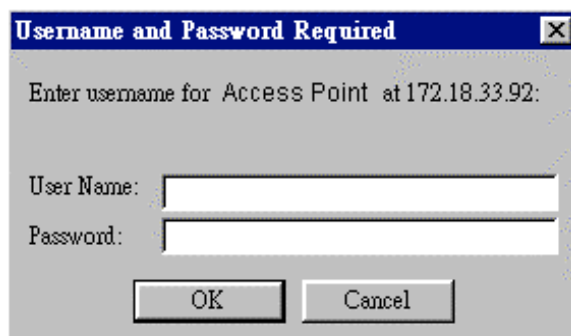 Username and Password Required
Enter username for Access Point at 172.18.33.92:
User Name:
Password:
OK
Cancel